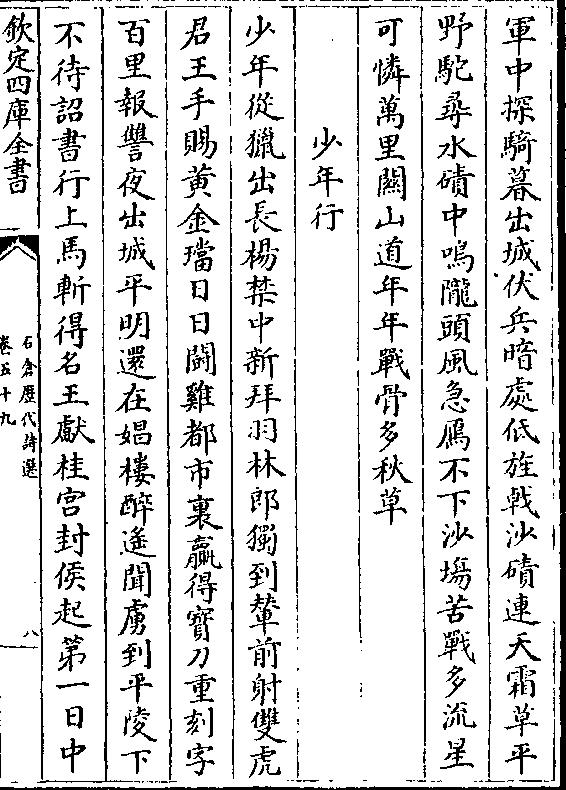 軍中探騎暮出城伏兵暗處低旌㦸沙磧連天霜草平
野駝尋水磧中鳴隴頭風急鴈不下沙塲苦戰多流星
可憐萬里闗山道年年戰骨多秋草
少年行
少年從獵出長楊禁中新拜羽林郎獨到輦前射雙虎
君王手賜黄金璫日日鬭雞都市裏贏得寳刀重刻字
百里報讐夜出城平明還在娼樓醉遙聞虜到平陵下
不待詔書行上馬斬得名王獻桂宫封侯起第一日中
欽定四庫全書
石倉歷代詩選
卷五十九
八